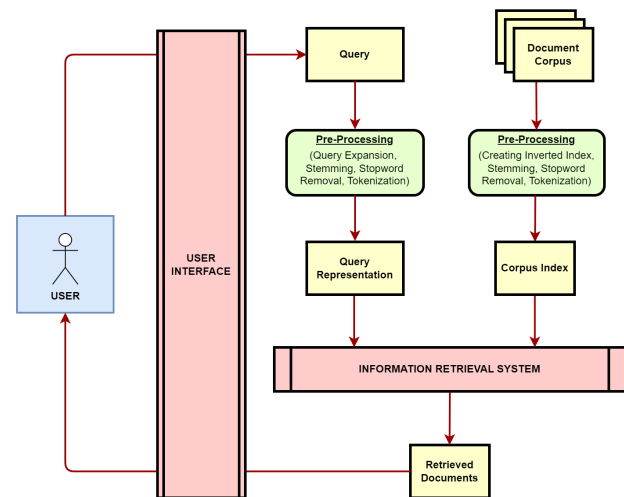 Query
Document
Corpus
Pre-Processing
(Query Expansion,
Stemming, Stopword
Removal, Tokenization)
Pre-Processing
(Creating Inverted Index,
Stemming, Stopword
Removal, Tokenization)
USER
USER
INTERFACE
Query
Representation
Corpus Index
INFORMATION RETRIEVAL SYSTEM
Retrieved
Documents